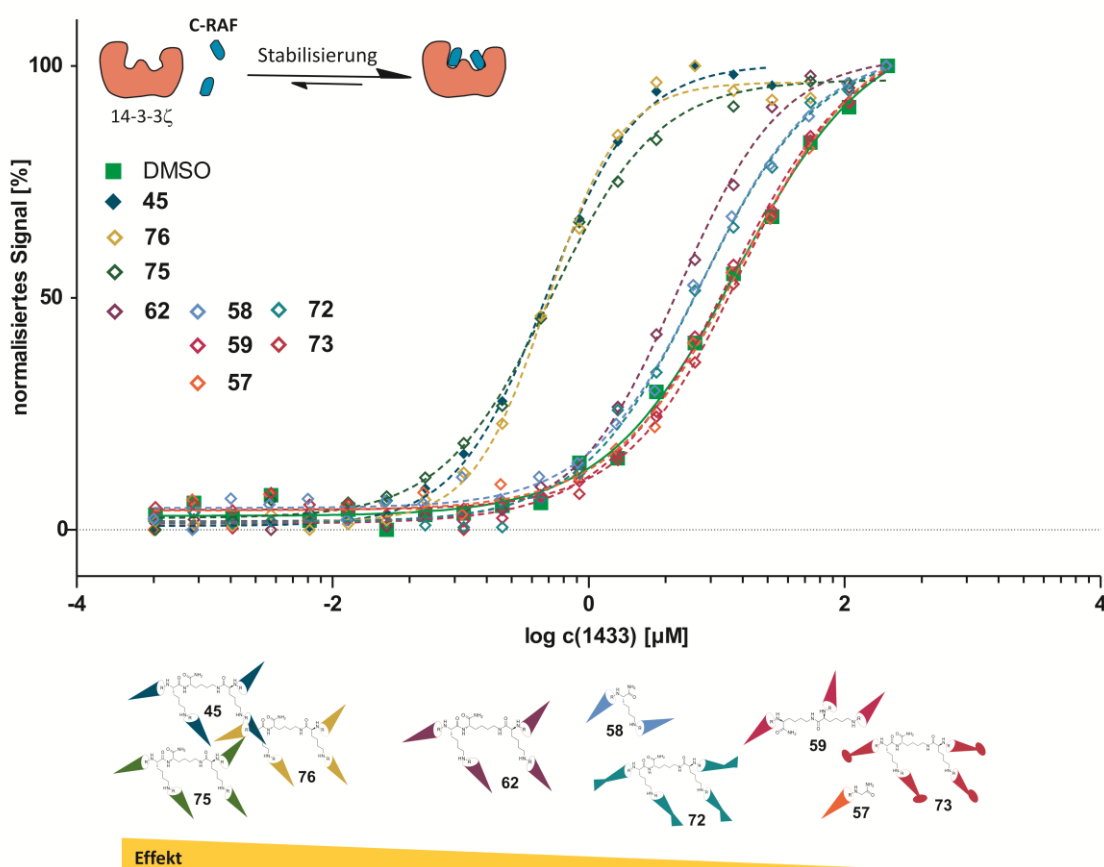 C-RAF
Stabilisierung
14-3-3ζ
normalisiertes Signal [%]
100
50
0
DMSO
45
76
75
62 58 72
59 73
57
-4 -2 0 2 4
log c(1433) [µM]
45
76
75
62
58
72
59
57
73
Effekt